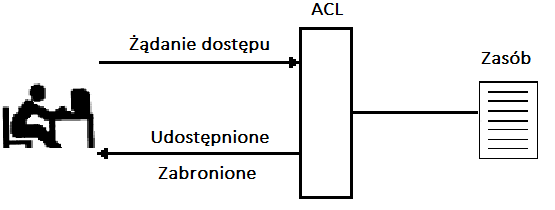 ACL
Żądanie dostępu
Zasób
Udostępnione
Zabronione